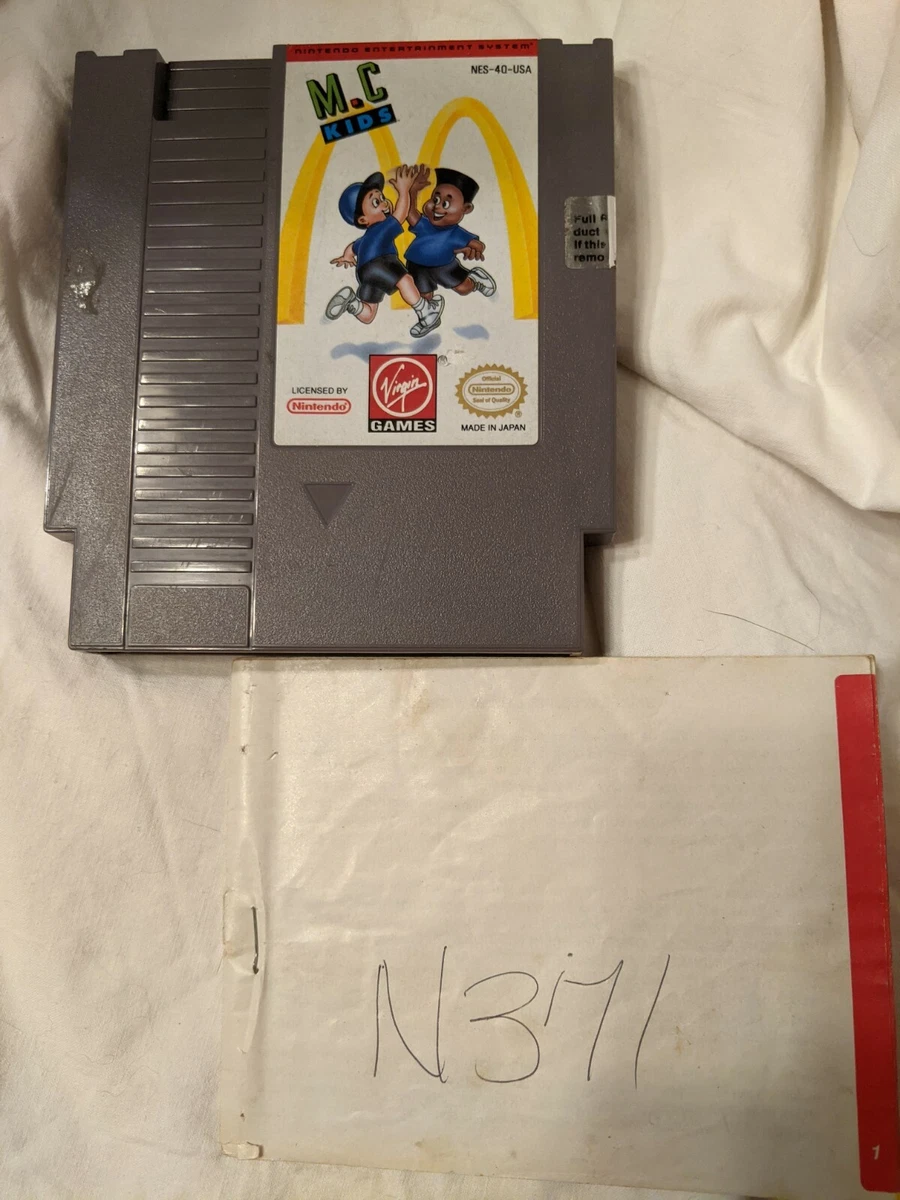 NINTENDO ENTERTAINMENT SYSTEM®
NES-4Q-USA
M.C
KIDS
Full
duct
If this
remo
LICENSED BY
Nintendo®
Virgin
GAMES
Official
Nintendo
Seal of Quality
MADE IN JAPAN
N371
1